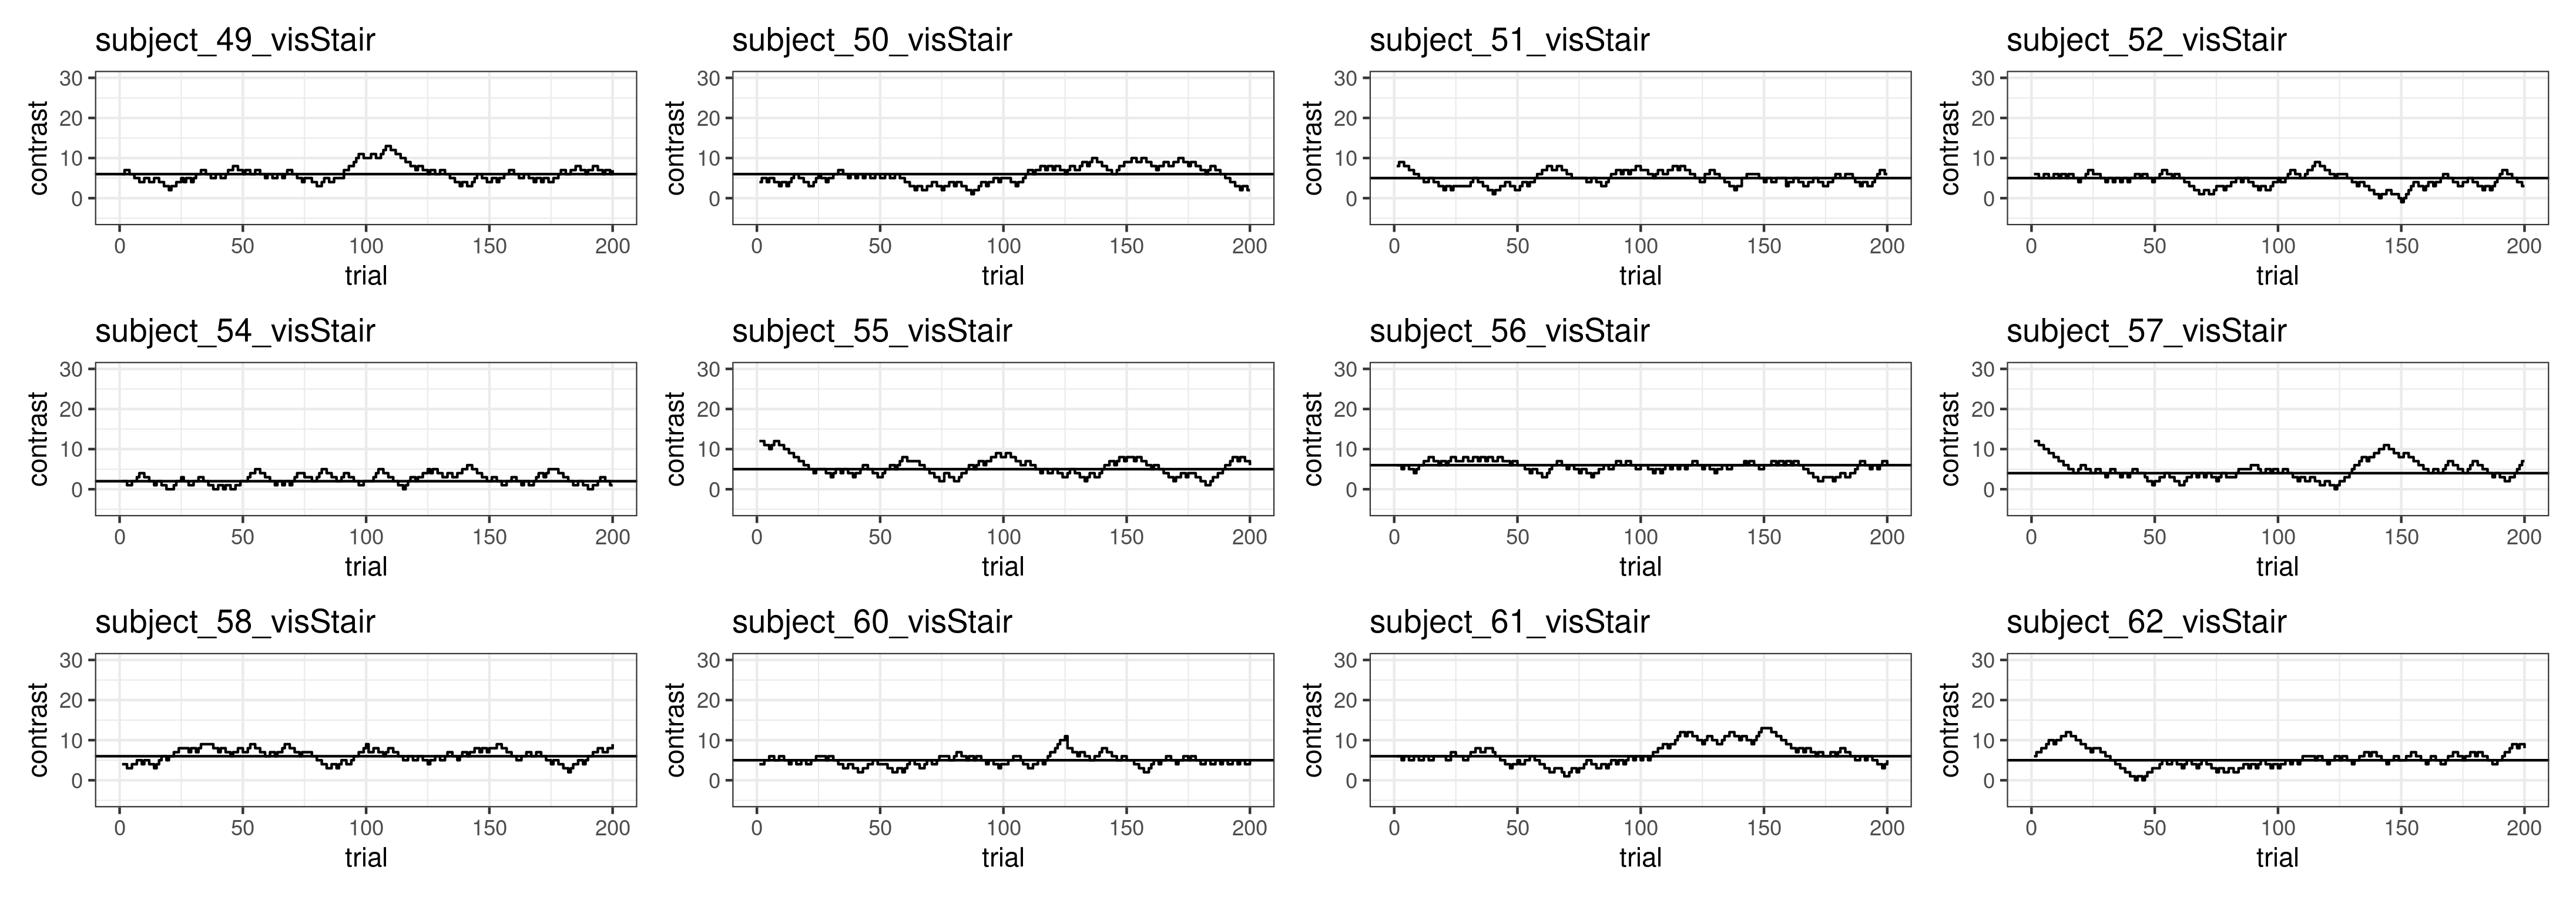 subject_49_visStair
30
20
10
0
contrast
0 50 100 150 200
trial
subject_50_visStair
30
20
10
0
contrast
0 50 100 150 200
trial
subject_51_visStair
30
20
10
0
contrast
0 50 100 150 200
trial
subject_52_visStair
30
20
10
0
contrast
0 50 100 150 200
trial
subject_54_visStair
30
20
10
0
contrast
0 50 100 150 200
trial
subject_55_visStair
30
20
10
0
contrast
0 50 100 150 200
trial
subject_56_visStair
30
20
10
0
contrast
0 50 100 150 200
trial
subject_57_visStair
30
20
10
0
contrast
0 50 100 150 200
trial
subject_58_visStair
30
20
10
0
contrast
0 50 100 150 200
trial
subject_60_visStair
30
20
10
0
contrast
0 50 100 150 200
trial
subject_61_visStair
30
20
10
0
contrast
0 50 100 150 200
trial
subject_62_visStair
30
20
10
0
contrast
0 50 100 150 200
trial